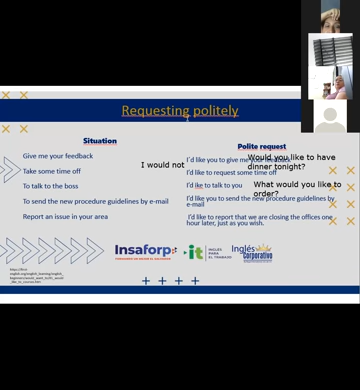 Requesting politely
Situation
Polite request
Give me your feedback
I'd like you to give me your feedback
Would you like to have
dinner tonight?
I would not
Take some time off
I'd like to request some time off
To talk to the boss
I'd like to talk to you
What would you like to
order?
To send the new procedure guidelines by e-mail
I'd like you to send the new procedure guidelines by
e-mail
Report an issue in your area
I'd like to report that we are closing the offices one
hour later, just as you wish.
Insaforp
it
INGLÉS
PARA
EL TRABAJO
Inglés
Corporativo